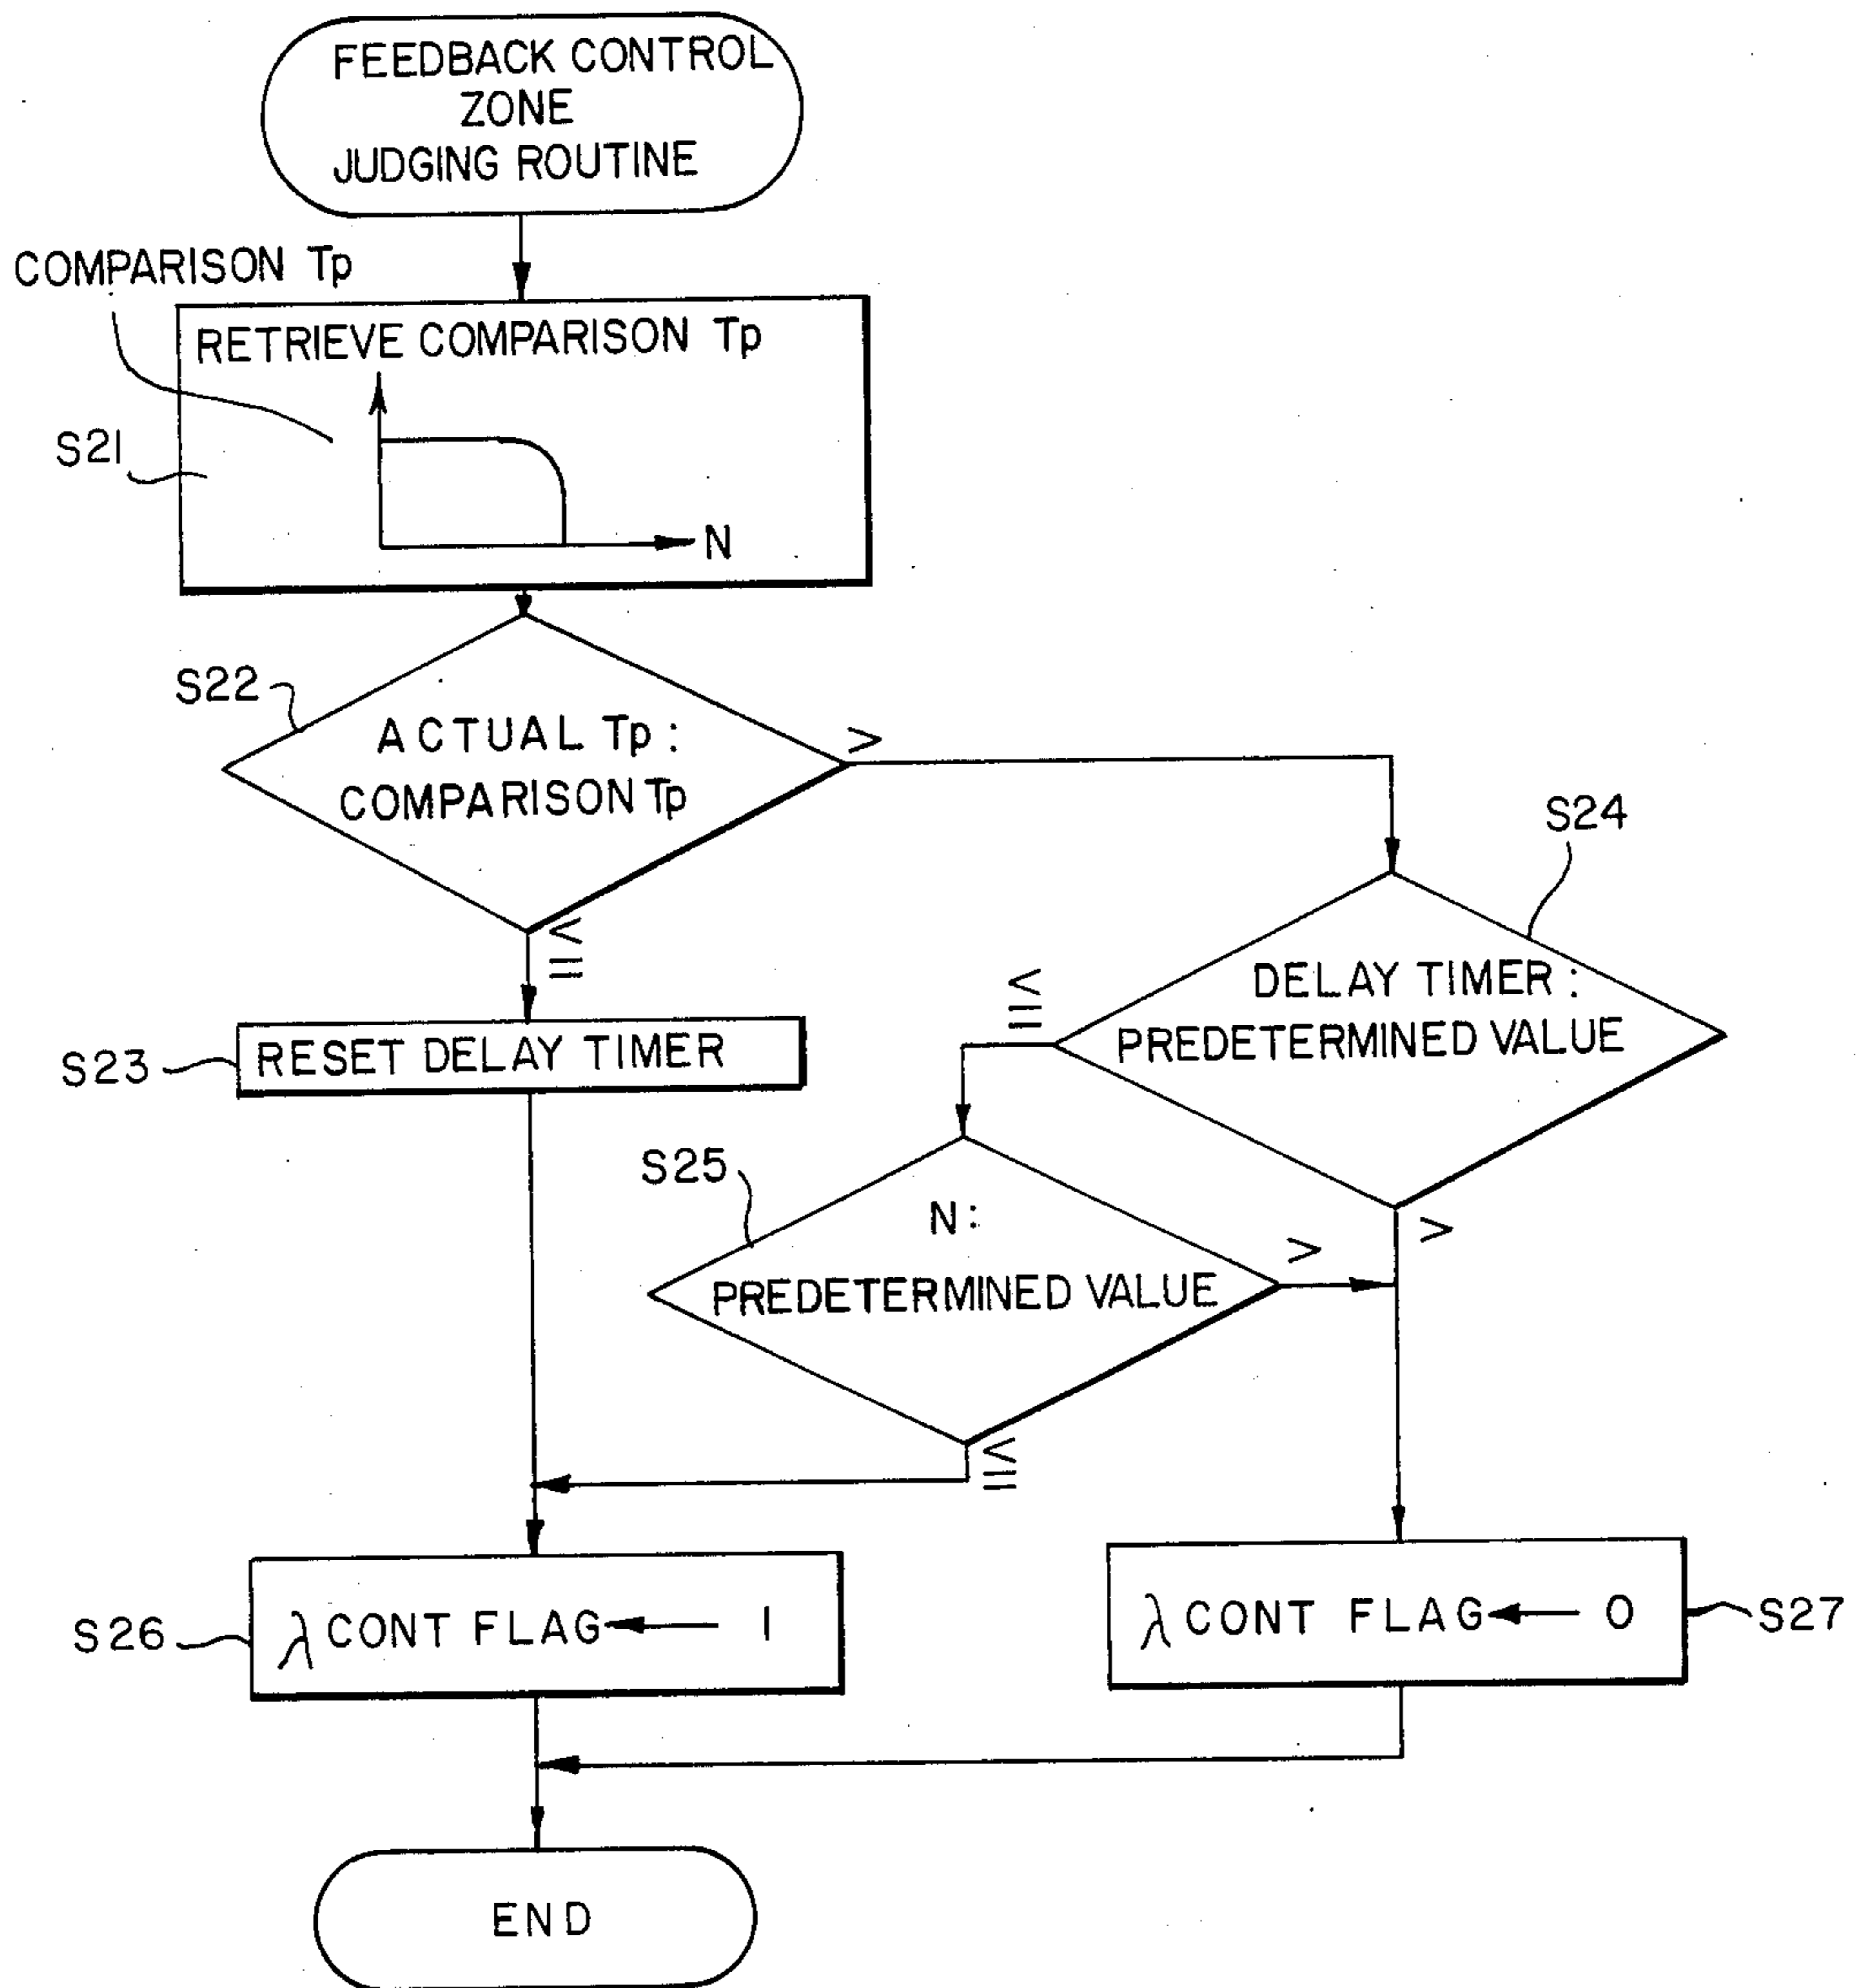 FEEDBACK CONTROL
ZONE
JUDGING ROUTINE
COMPARISON Tp
RETRIEVE COMPARISON Tp
S21
N
S22
ACTUAL Tp :
COMPARISON Tp
>
≦
S24
DELAY TIMER :
PREDETERMINED VALUE
≦
>
S23
RESET DELAY TIMER
S25
N:
PREDETERMINED VALUE
>
≦
S26
λ CONT FLAG ← 1
λ CONT FLAG ← 0
S27
END